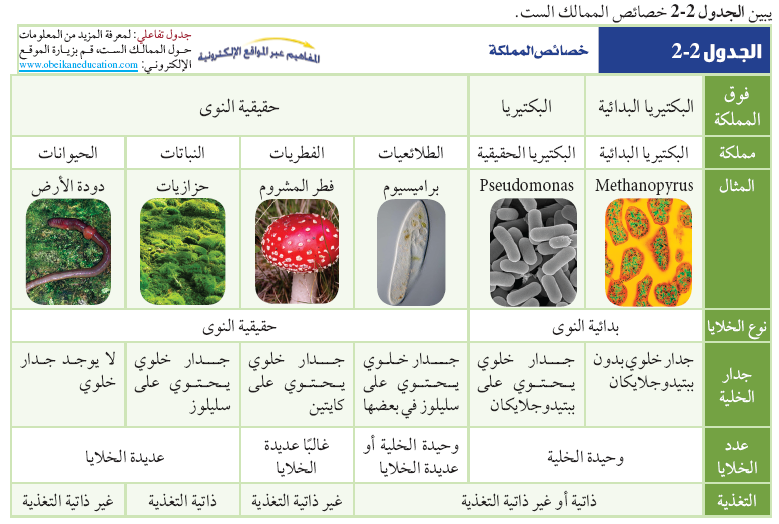 يبين الجدول 2-2 خصائص الممالك الست.
الجدول 2-2
خصائص المملكة
المفاهيم عبر المواقع الإلكترونية
جدول تفاعلي: لمعرفة المزيد من المعلومات
حول الممالك الست، قم بزيارة الموقع
الإلكتروني: www.obeikaneducation.com
فوق المملكة
البكتيريا البدائية
البكتيريا
حقيقية النوى
مملكة
البكتيريا البدائية
البكتيريا الحقيقية
الطلائعيات
الفطريات
النباتات
الحيوانات
المثال
Methanopyrus
Pseudomonas
براميسيوم
فطر المشروم
حزازيات
دودة الأرض
نوع الخلايا
بدائية النوى
حقيقية النوى
جدار
الخلية
جدار خلوي بدون
ببتيدوجلايكان
جدار خلوي
يحتوي على
ببتيدوجلايكان
جدار خلوي
يحتوي على
سليلوز في بعضها
جدار خلوي
يحتوي على
كايتين
جدار خلوي
يحتوي على
سليلوز
لا يوجد جدار
خلوي
عدد
الخلايا
وحيدة الخلية
وحيدة الخلية أو
عديدة الخلايا
غالبًا عديدة
الخلايا
عديدة الخلايا
التغذية
ذاتية أو غير ذاتية التغذية
غير ذاتية التغذية
ذاتية التغذية
غير ذاتية التغذية